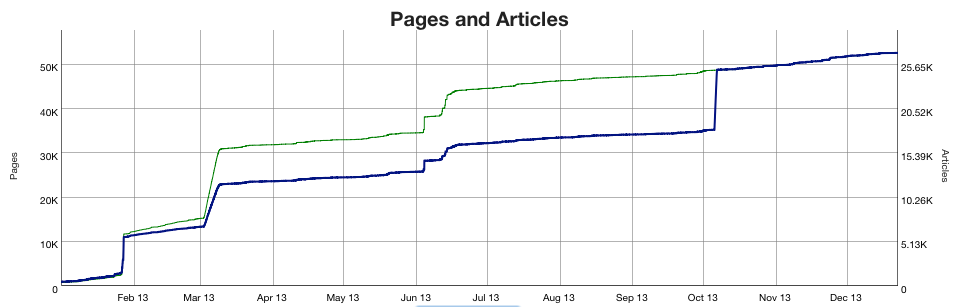 Pages and Articles
50K
25.65K
40K
20.52K
30K
15.39K
Pages
Articles
20K
10.26K
10K
5.13K
0
0
Feb 13 Mar 13 Apr 13 May 13 Jun 13 Jul 13 Aug 13 Sep 13 Oct 13 Nov 13 Dec 13